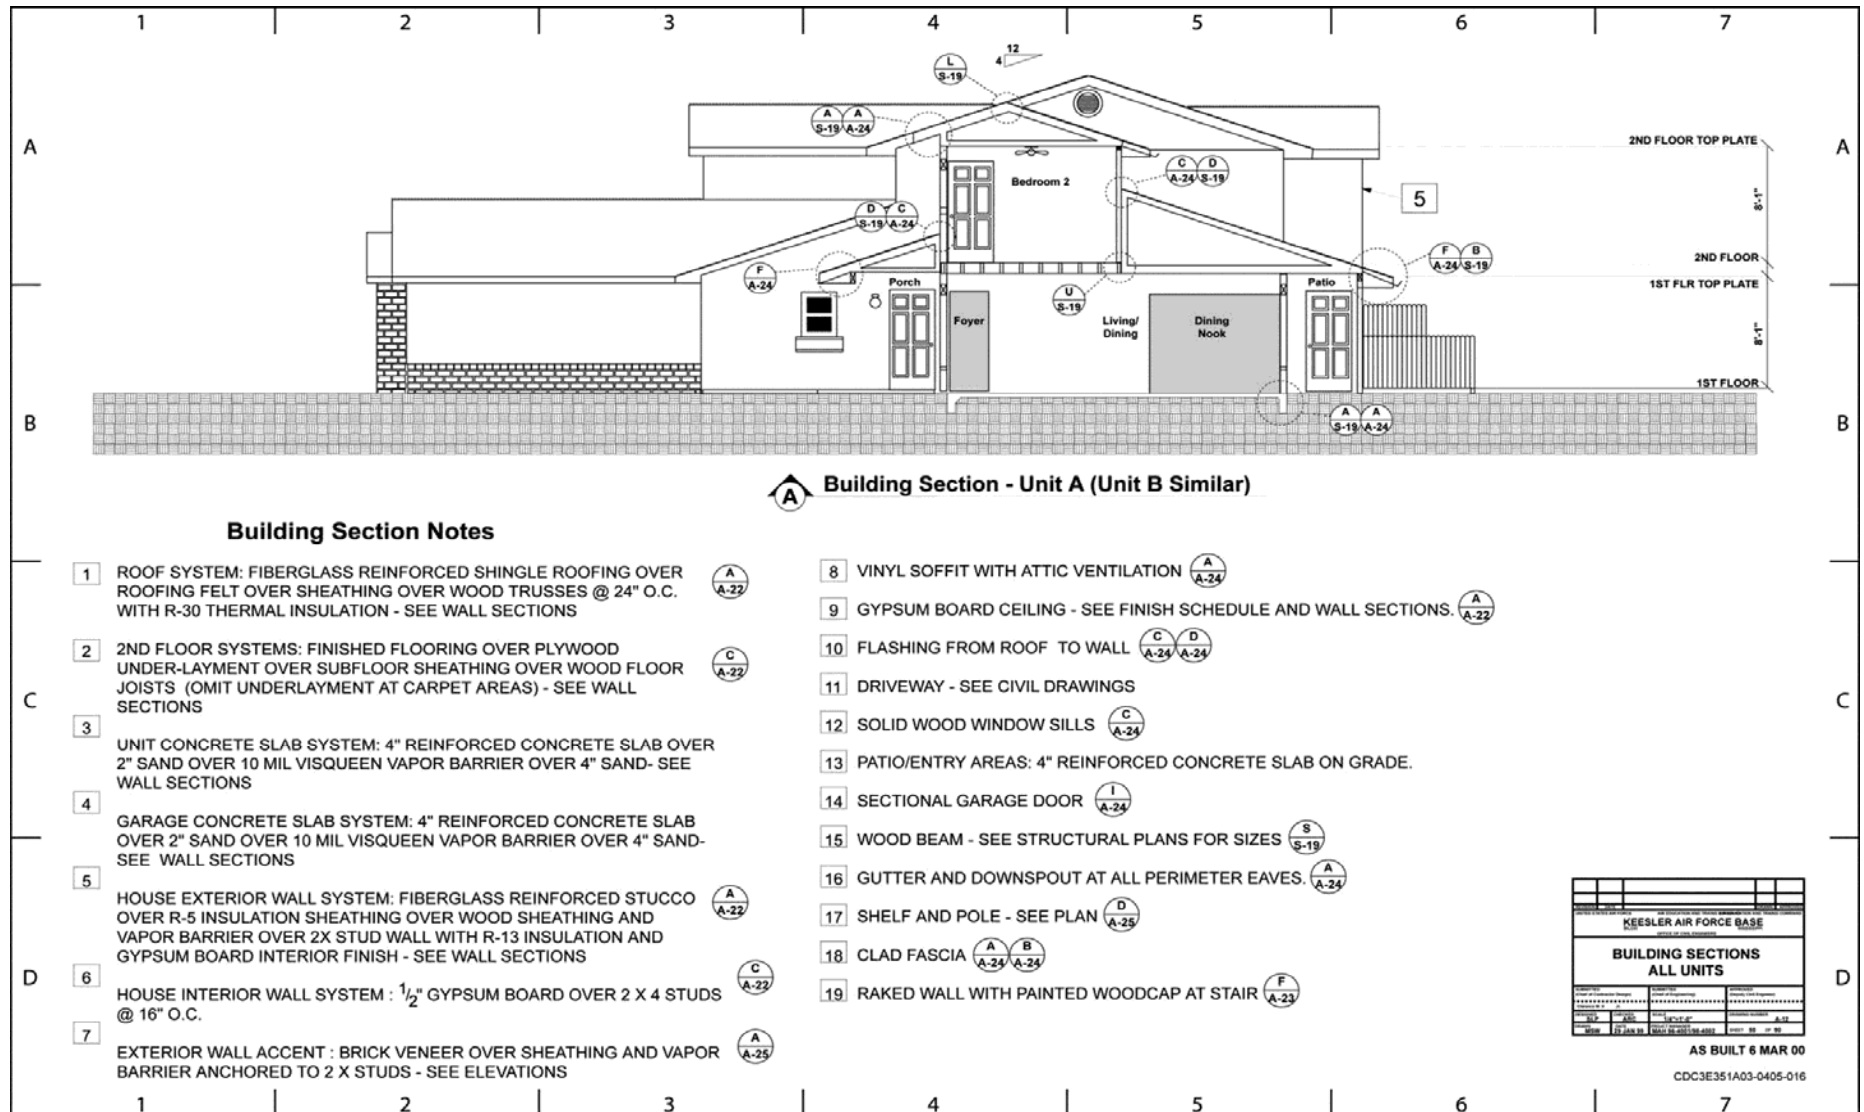 1 2 3 4 5 6 7
A A
B B
C C
D D
12
4
L
S-19
A A
S-19 A-24
2ND FLOOR TOP PLATE
C D
A-24 S-19
Bedroom 2
5
8'-1"
D C
S-19 A-24
F B
A-24 S-19
2ND FLOOR
F
A-24
Porch
U
S-19
Patio
1ST FLR TOP PLATE
Foyer
Living/
Dining
Dining
Nook
8'-1"
1ST FLOOR
A A
S-19 A-24
A
Building Section - Unit A (Unit B Similar)
Building Section Notes
1 ROOF SYSTEM: FIBERGLASS REINFORCED SHINGLE ROOFING OVER
ROOFING FELT OVER SHEATHING OVER WOOD TRUSSES @ 24" O.C.
WITH R-30 THERMAL INSULATION - SEE WALL SECTIONS
A
A-22
2 2ND FLOOR SYSTEMS: FINISHED FLOORING OVER PLYWOOD
UNDER-LAYMENT OVER SUBFLOOR SHEATHING OVER WOOD FLOOR
JOISTS (OMIT UNDERLAYMENT AT CARPET AREAS) - SEE WALL
SECTIONS
C
A-22
3
UNIT CONCRETE SLAB SYSTEM: 4" REINFORCED CONCRETE SLAB OVER
2" SAND OVER 10 MIL VISQUEEN VAPOR BARRIER OVER 4" SAND- SEE
WALL SECTIONS
4
GARAGE CONCRETE SLAB SYSTEM: 4" REINFORCED CONCRETE SLAB
OVER 2" SAND OVER 10 MIL VISQUEEN VAPOR BARRIER OVER 4" SAND-
SEE WALL SECTIONS
5
HOUSE EXTERIOR WALL SYSTEM: FIBERGLASS REINFORCED STUCCO
OVER R-5 INSULATION SHEATHING OVER WOOD SHEATHING AND
VAPOR BARRIER OVER 2X STUD WALL WITH R-13 INSULATION AND
GYPSUM BOARD INTERIOR FINISH - SEE WALL SECTIONS
A
A-22
6
HOUSE INTERIOR WALL SYSTEM : 1/2" GYPSUM BOARD OVER 2 X 4 STUDS
@ 16" O.C.
C
A-22
7
EXTERIOR WALL ACCENT : BRICK VENEER OVER SHEATHING AND VAPOR
BARRIER ANCHORED TO 2 X STUDS - SEE ELEVATIONS
A
A-25
8 VINYL SOFFIT WITH ATTIC VENTILATION
A
A-24
9 GYPSUM BOARD CEILING - SEE FINISH SCHEDULE AND WALL SECTIONS.
A
A-22
10 FLASHING FROM ROOF TO WALL
C D
A-24 A-24
11 DRIVEWAY - SEE CIVIL DRAWINGS
12 SOLID WOOD WINDOW SILLS
C
A-24
13 PATIO/ENTRY AREAS: 4" REINFORCED CONCRETE SLAB ON GRADE.
14 SECTIONAL GARAGE DOOR
I
A-24
15 WOOD BEAM - SEE STRUCTURAL PLANS FOR SIZES
S
S-19
16 GUTTER AND DOWNSPOUT AT ALL PERIMETER EAVES.
A
A-24
17 SHELF AND POLE - SEE PLAN
D
A-25
18 CLAD FASCIA
A B
A-24 A-24
19 RAKED WALL WITH PAINTED WOODCAP AT STAIR
F
A-23
KEESLER AIR FORCE BASE
BUILDING SECTIONS
ALL UNITS
A-12
AS BUILT 6 MAR 00
CDC3E351A03-0405-016
1 2 3 4 5 6 7